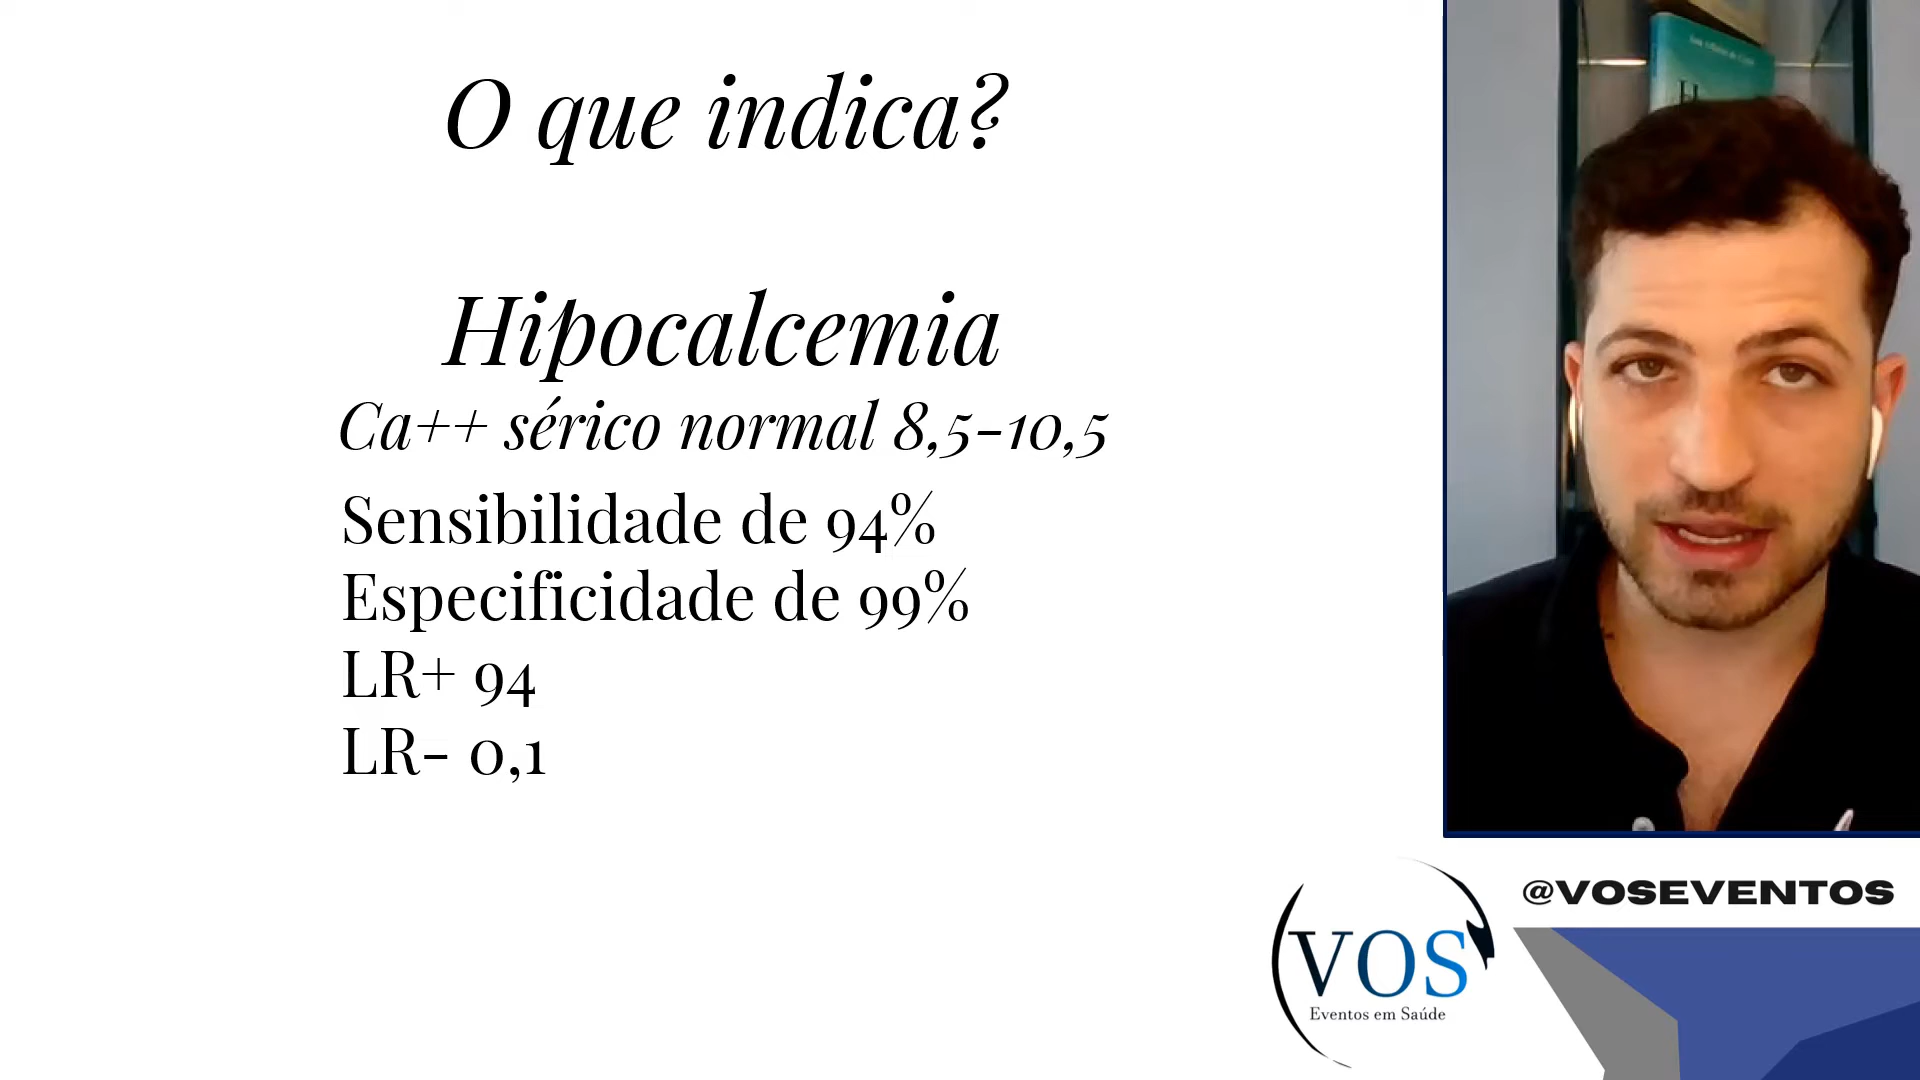 O que indica?
Hipocalcemia
Ca++ sérico normal 8,5-10,5
Sensibilidade de 94%
Especificidade de 99%
LR+ 94
LR- 0,1
@VOSEVENTOS
VOS
Eventos em Saúde